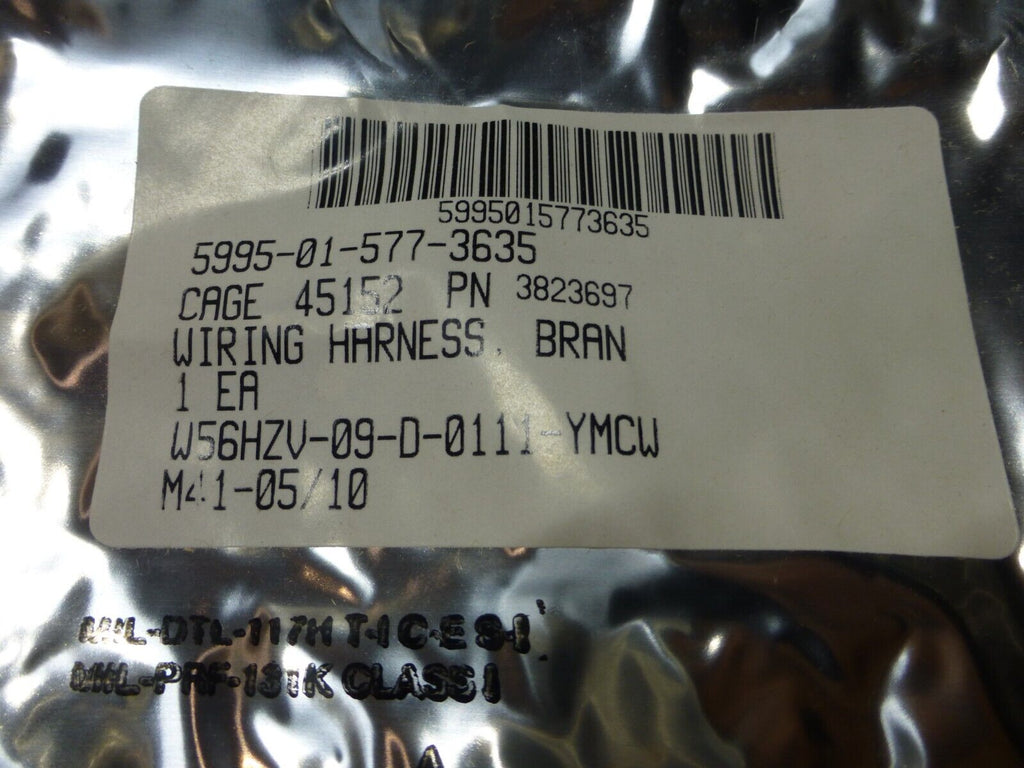 5995015773635
5995-01-577-3635
CAGE 45152 PN 3823697
WIRING HARNESS, BRAN
1 EA
W56HZV-09-D-0111-YMCW
M41-05/10
MIL-DTL-117H T-I C-E S-I
MIL-PRF-131K CLASS I